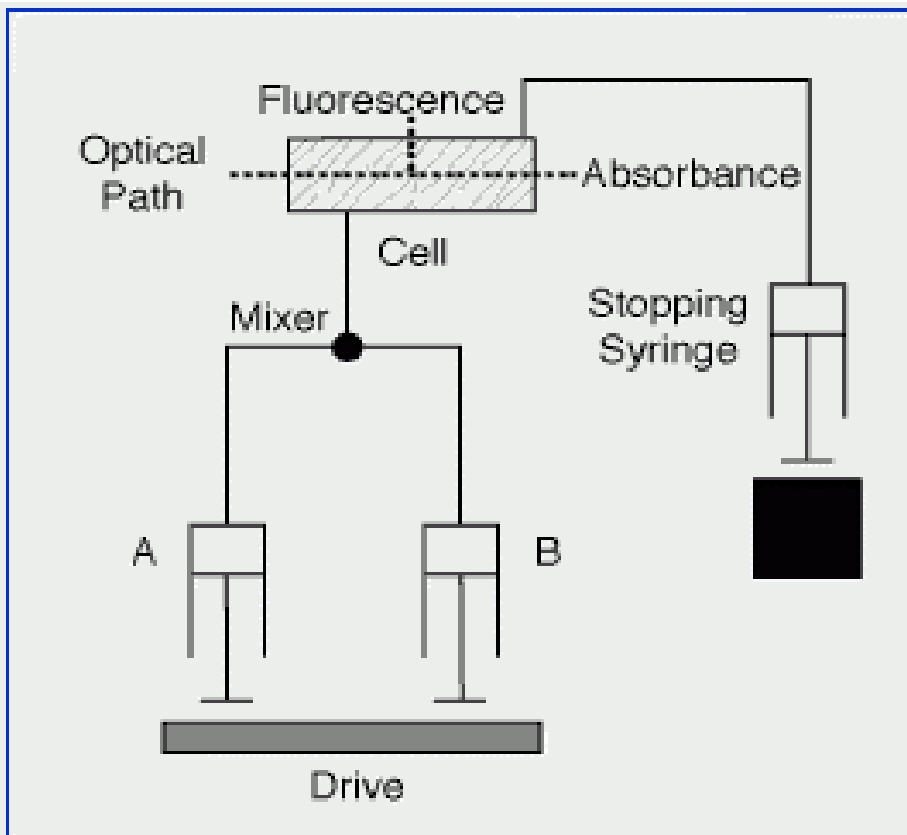 Fluorescence
Optical
Path
Absorbance
Cell
Mixer
Stopping
Syringe
A
B
Drive